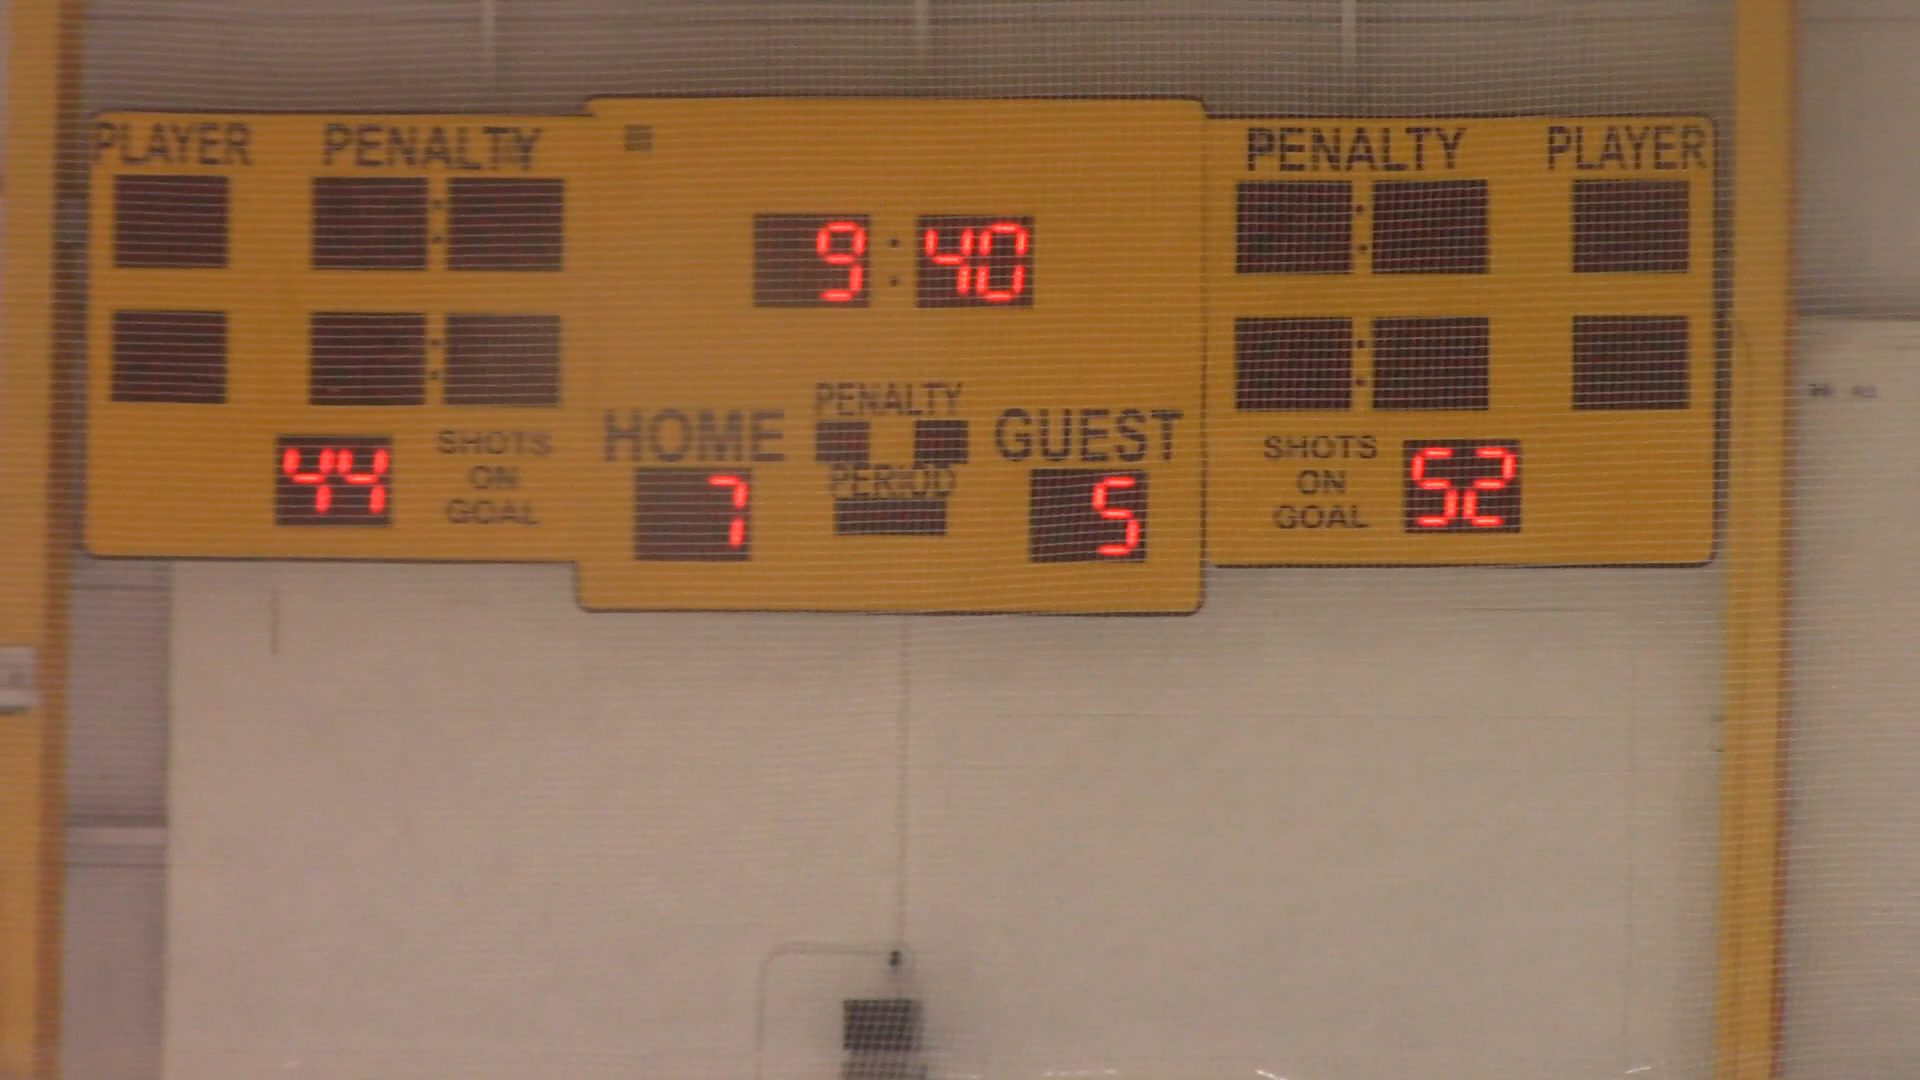 PLAYER PENALTY PENALTY PLAYER
9:40
PENALTY
HOME GUEST
44 SHOTS ON GOAL
7 PERIOD 5
SHOTS ON GOAL 52